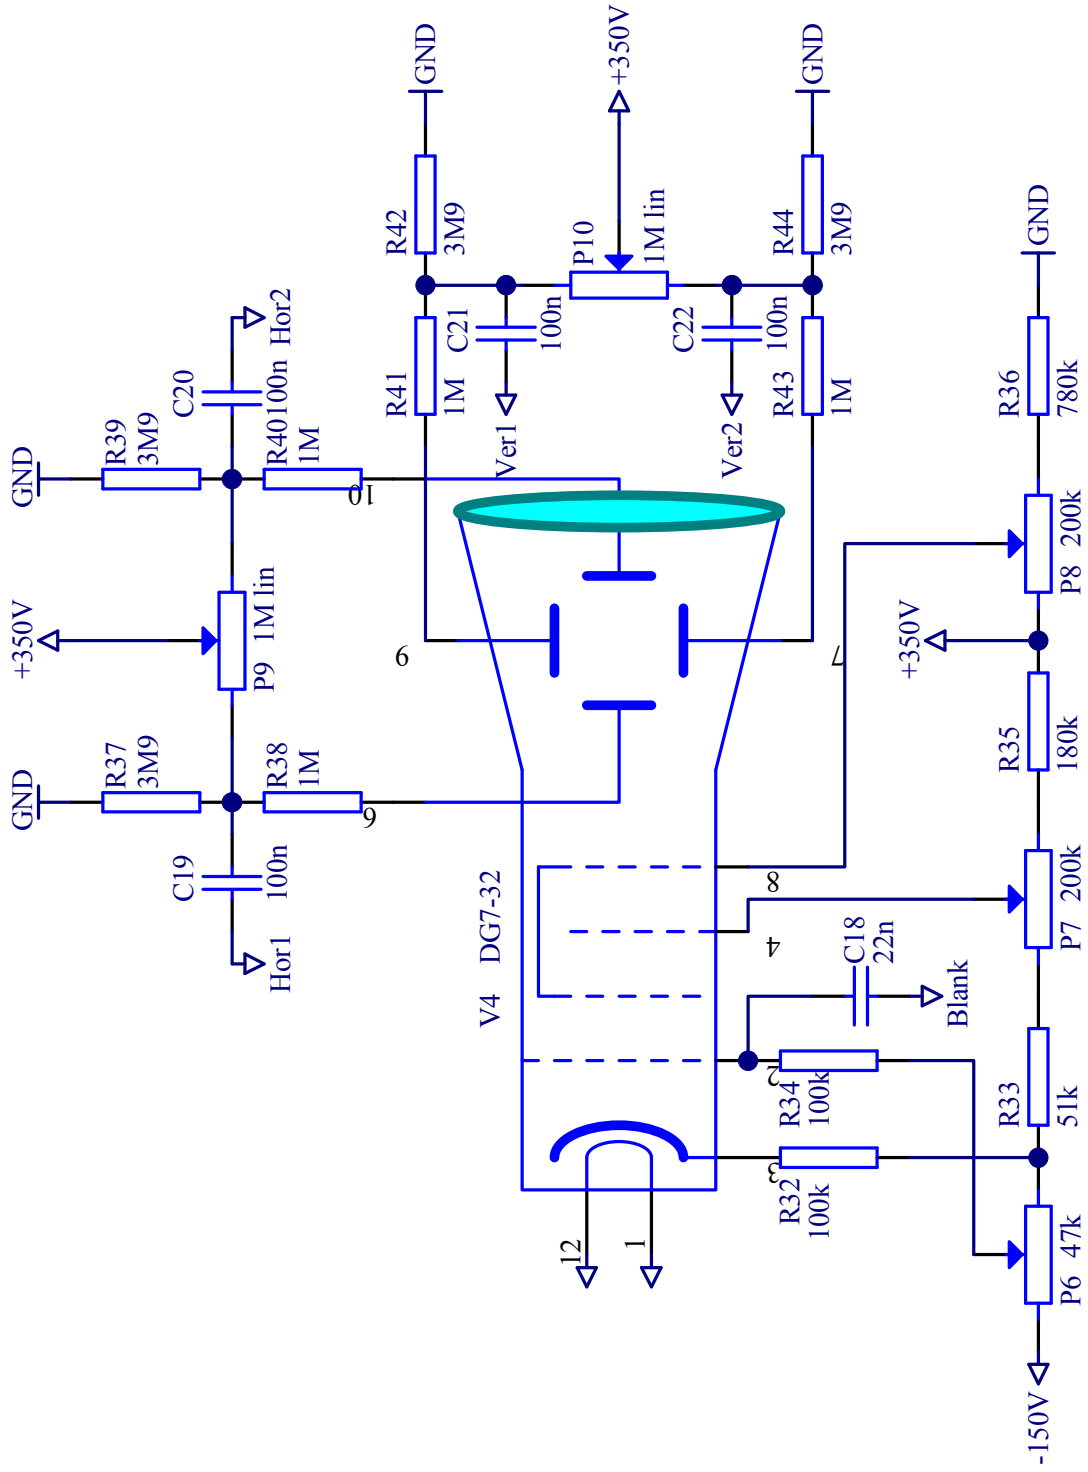 GND
+350V
GND
R37
3M9
R39
3M9
C19
100n
Hor1
R38
1M
P9 1M lin
R40
1M
C20
100n
Hor2
9
10
6
R41
1M
R42
3M9
GND
C21
100n
Ver1
V4 DG7-32
P10
1M lin
+350V
12
1
C22
100n
Ver2
3
2
4
8
7
R43
1M
R44
3M9
GND
R32
100k
R34
100k
C18
22n
Blank
+350V
-150V
P6 47k
R33
51k
P7 200k
R35
180k
P8 200k
R36
780k
GND